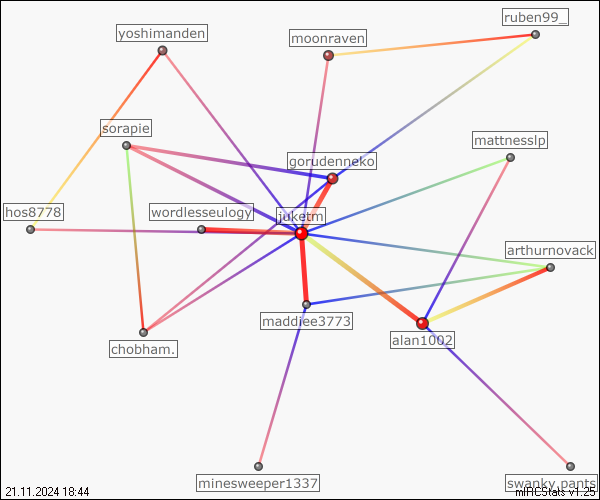 ruben99_
yoshimanden
moonraven
sorapie
mattnesslp
gorudenneko
hos8778
wordlesseulogy
juketm
arthurnovack
maddiee3773
alan1002
chobham.
minesweeper1337
swanky.pants
21.11.2024 18:44
mIRCStats v1.25